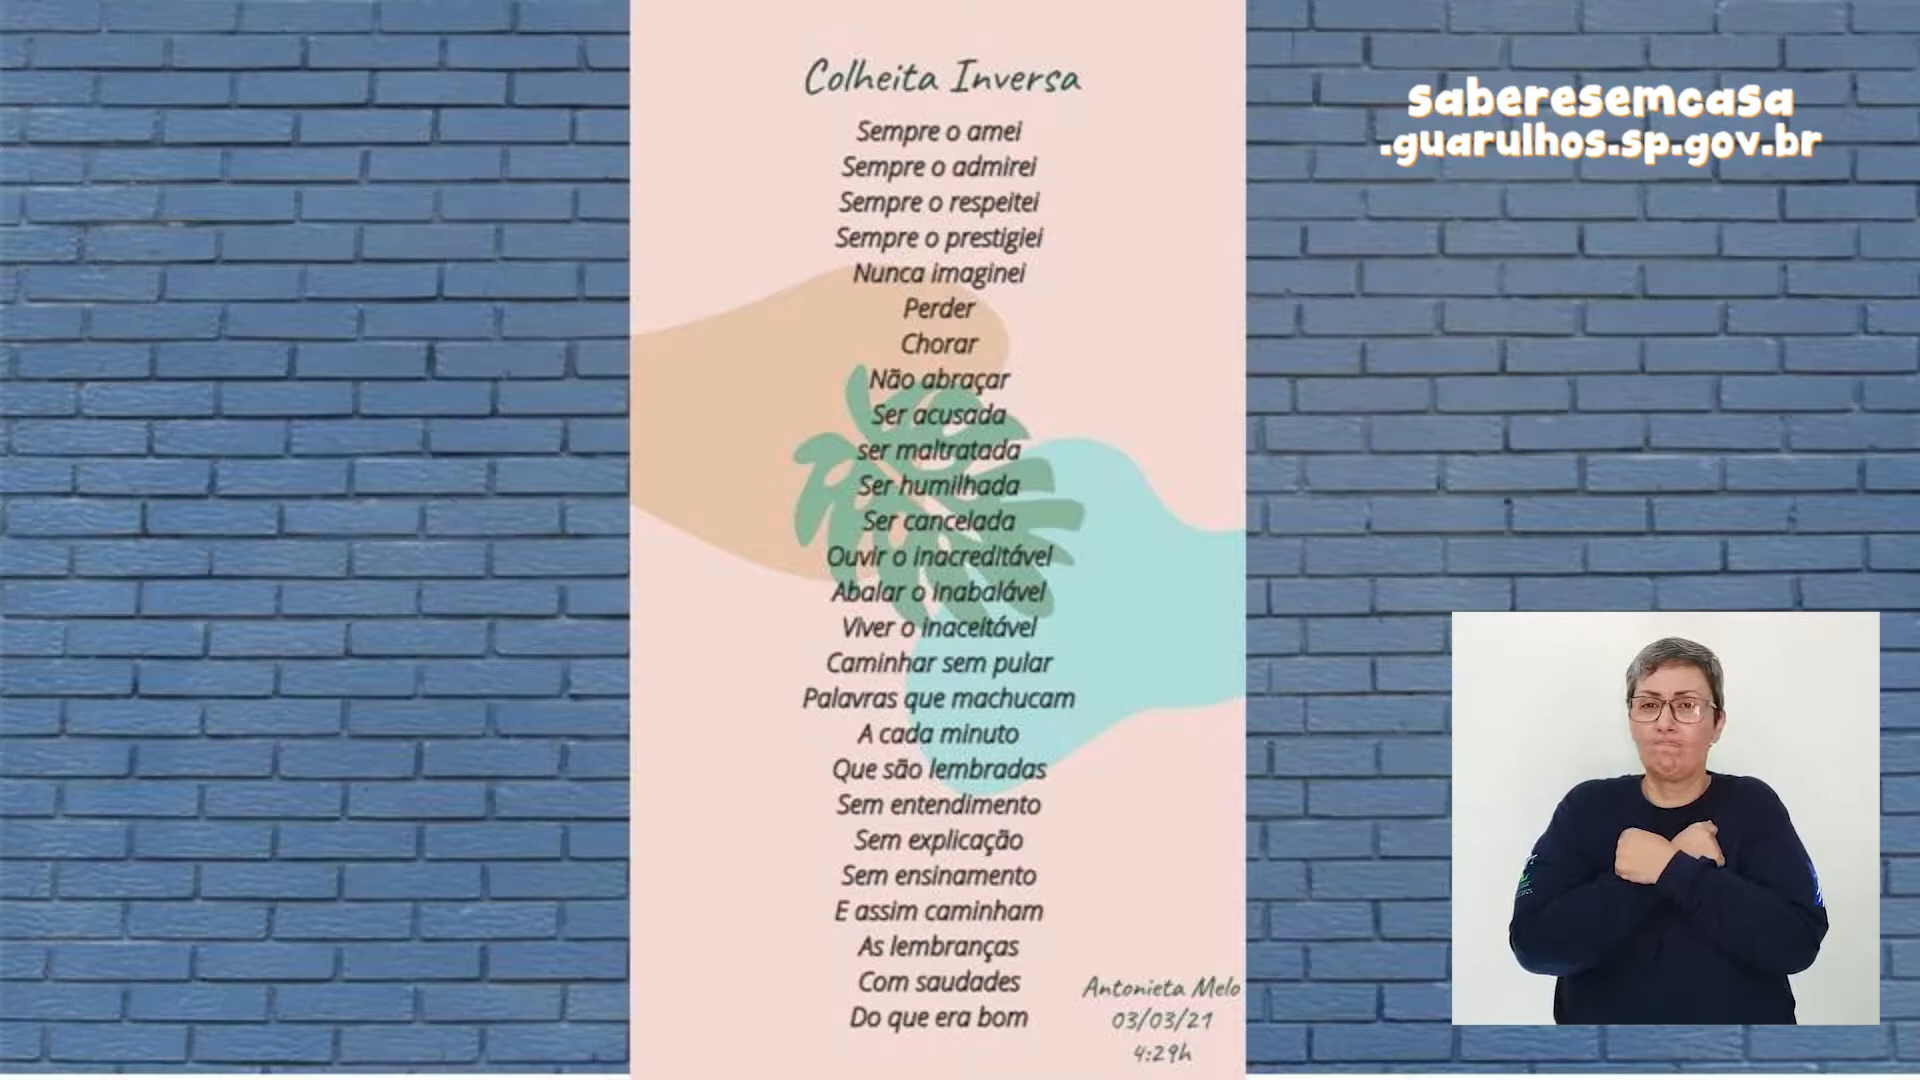 Colheita Inversa
Sempre o amei
Sempre o admirei
Sempre o respeitei
Sempre o prestigiei
Nunca imaginei
Perder
Chorar
Não abraçar
Ser acusada
ser maltratada
Ser humilhada
Ser cancelada
Ouvir o inacreditável
Abalar o inabalável
Viver o inaceitável
Caminhar sem pular
Palavras que machucam
A cada minuto
Que são lembradas
Sem entendimento
Sem explicação
Sem ensinamento
E assim caminham
As lembranças
Com saudades
Do que era bom
Antonieta Melo
03/03/21
4:29h
saberesemcasa
.guarulhos.sp.gov.br